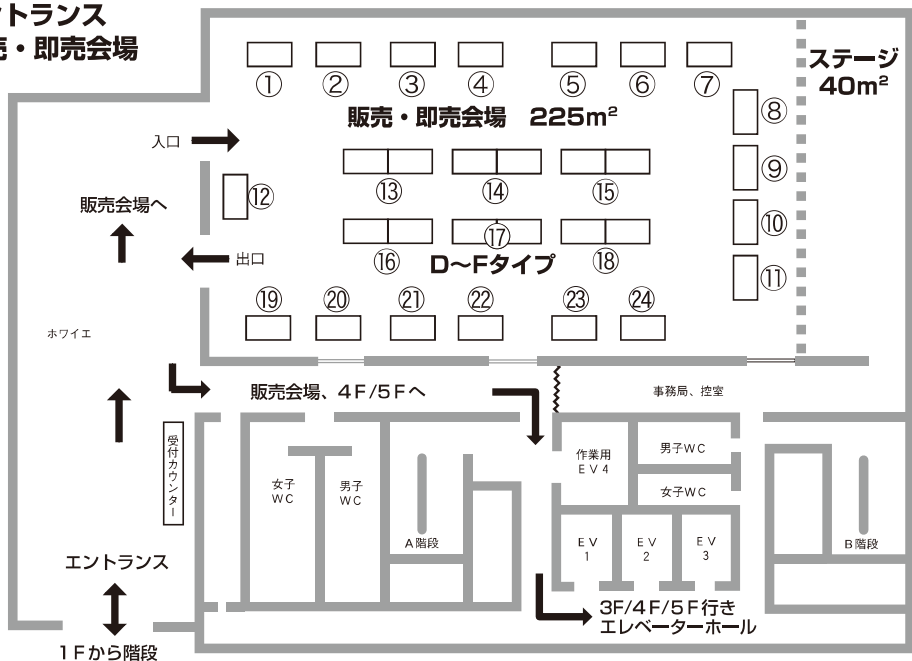 ントランス
売・即売会場
ステージ
40m²
① ② ③ ④ ⑤ ⑥ ⑦
⑧
販売・即売会場 225m²
入口
⑨
⑬ ⑭ ⑮
⑫
販売会場へ
⑩
⑰
出口
⑯ D〜Fタイプ ⑱
⑪
⑲ ⑳ ㉑ ㉒ ㉓ ㉔
ホワイエ
販売会場、4F/5Fへ
事務局、控室
受付カウンター
作業用
EV4
男子WC
女子
WC
男子
WC
女子WC
A階段
EV
1
EV
2
EV
3
B階段
エントランス
3F/4F/5F行き
エレベーターホール
1Fから階段